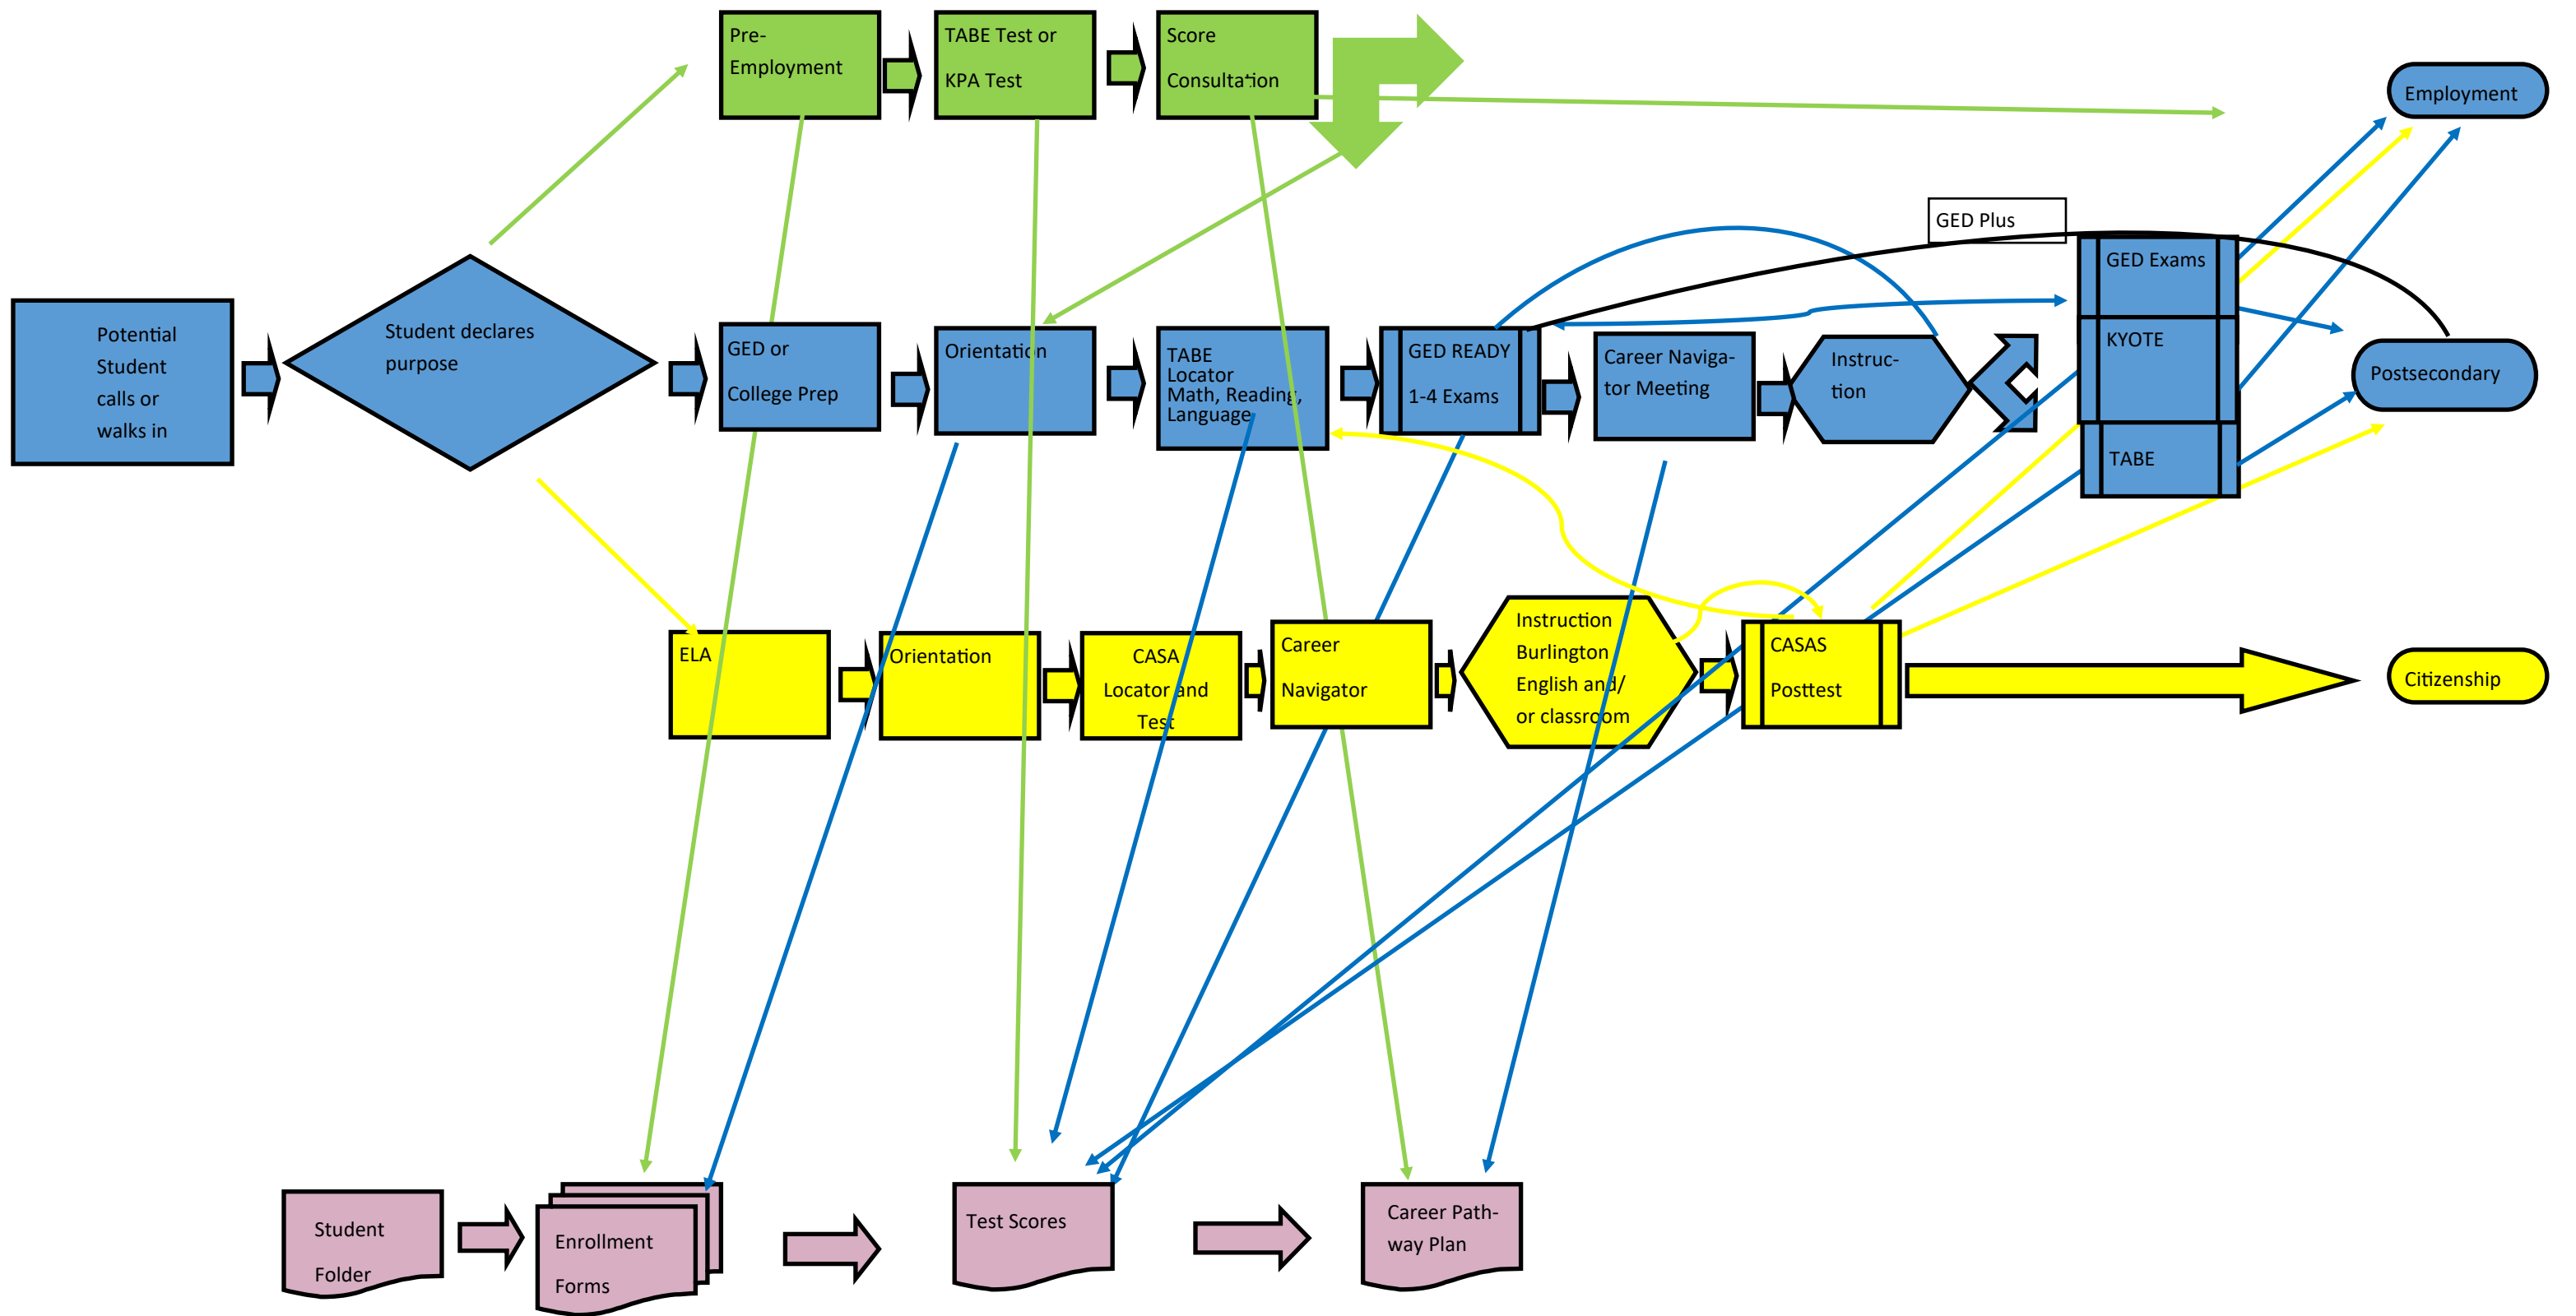 Pre-
Employment
TABE Test or
KPA Test
Score
Consultation
Employment
GED Plus
Potential
Student
calls or
walks in
Student declares
purpose
GED or
College Prep
Orientation
TABE
Locator
Math, Reading,
Language
GED READY
1-4 Exams
Career Naviga-
tor Meeting
Instruc-
tion
GED Exams
KYOTE
TABE
Postsecondary
ELA
Orientation
CASA
Locator and
Test
Career
Navigator
Instruction
Burlington
English and/
or classroom
CASAS
Posttest
Citizenship
Student
Folder
Enrollment
Forms
Test Scores
Career Path-
way Plan